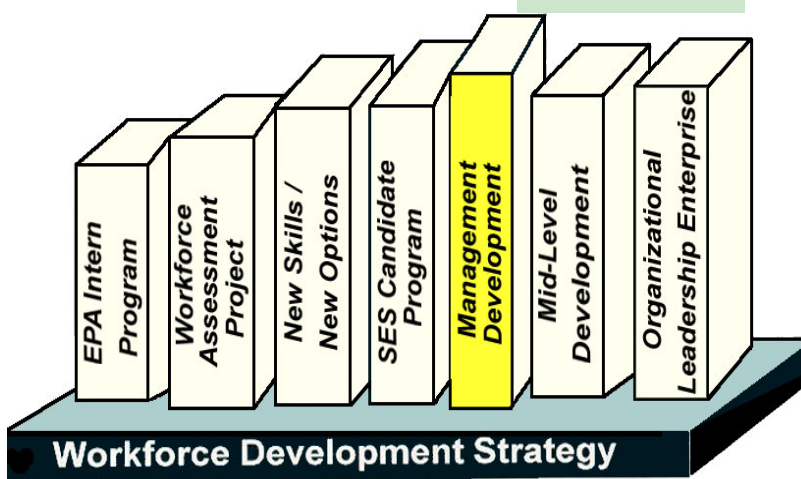 EPA Intern
Program
Workforce
Assessment
Project
New Skills /
New Options
SES Candidate
Program
Management
Development
Mid-Level
Development
Organizational
Leadership Enterprise
Workforce Development Strategy